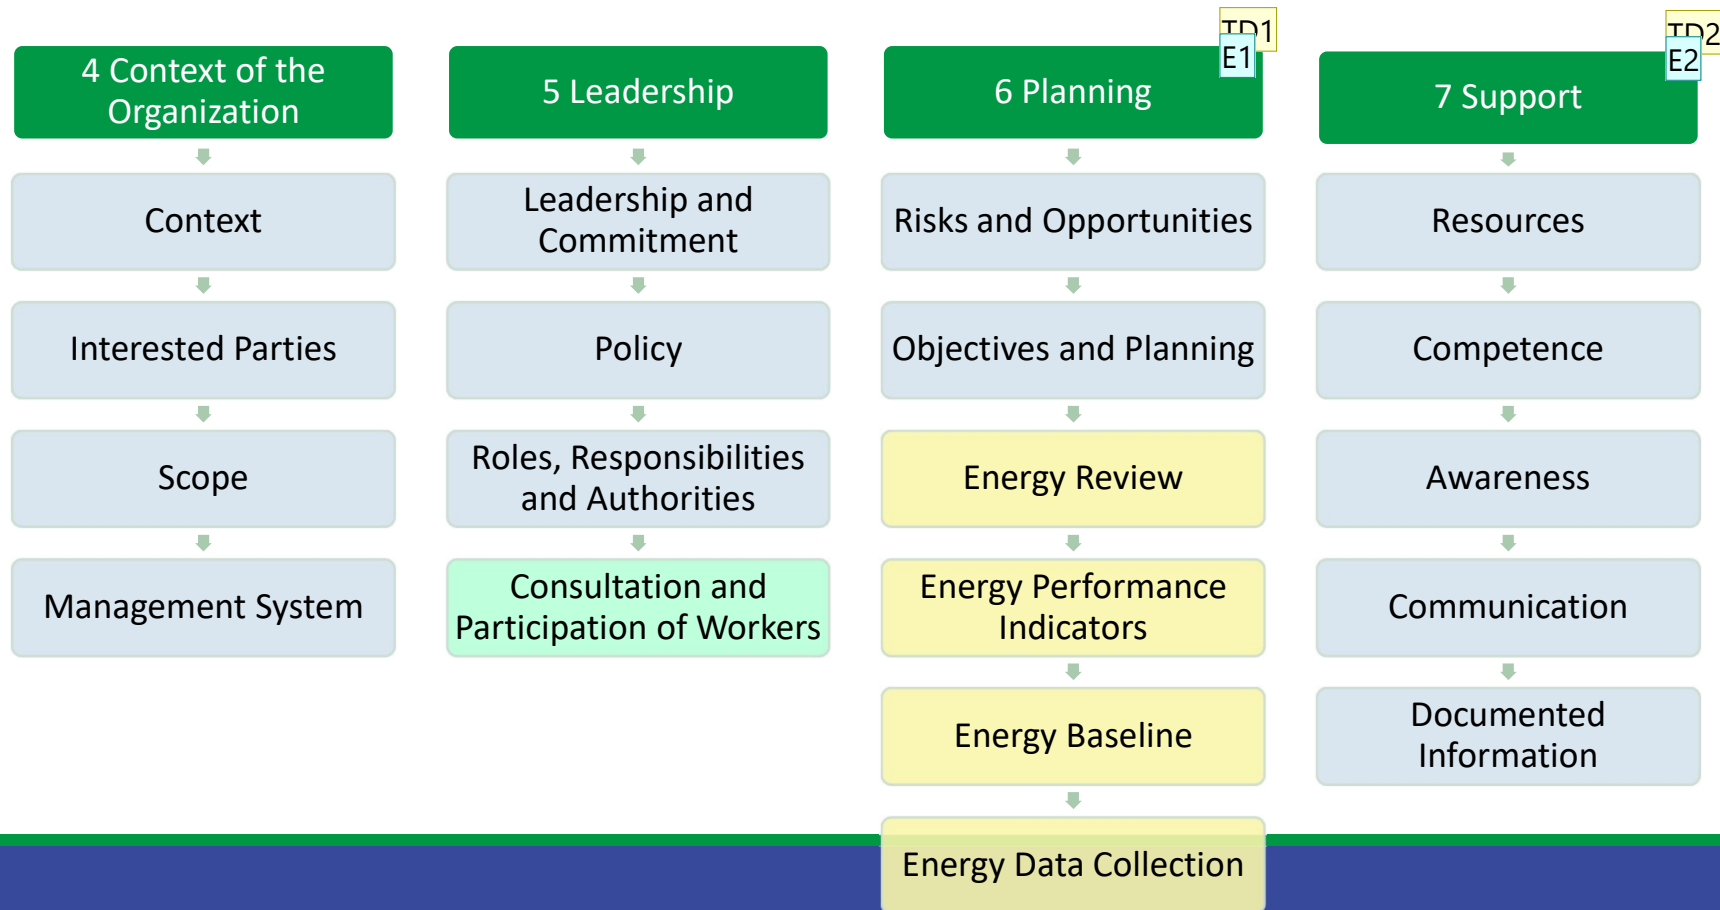 4 Context of the
Organization
Context
Interested Parties
Scope
Management System
5 Leadership
Leadership and
Commitment
Policy
Roles, Responsibilities
and Authorities
Consultation and
Participation of Workers
TD1
E1
6 Planning
Risks and Opportunities
Objectives and Planning
Energy Review
Energy Performance
Indicators
Energy Baseline
Energy Data Collection
TD2
E2
7 Support
Resources
Competence
Awareness
Communication
Documented
Information